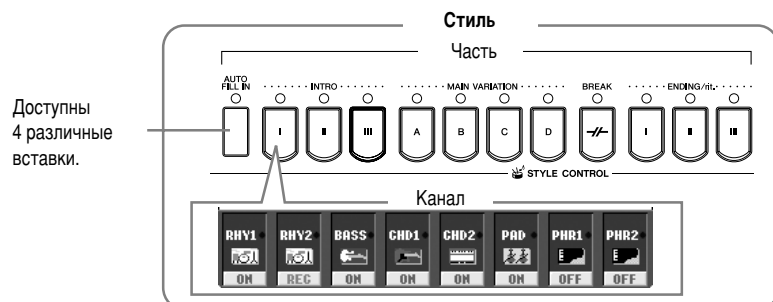 Стиль
Часть
AUTO
FILL IN
INTRO
MAIN VARIATION
BREAK
ENDING/rit.
Доступны
4 различные
вставки.
I II III A B C D I II III
STYLE CONTROL
Канал
RHY1 RHY2 BASS CHD1 CHD2 PAD PHR1 PHR2
ON REC ON ON ON ON OFF OFF